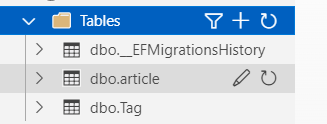 Tables
dbo.__EFMigrationsHistory
dbo.article
dbo.Tag